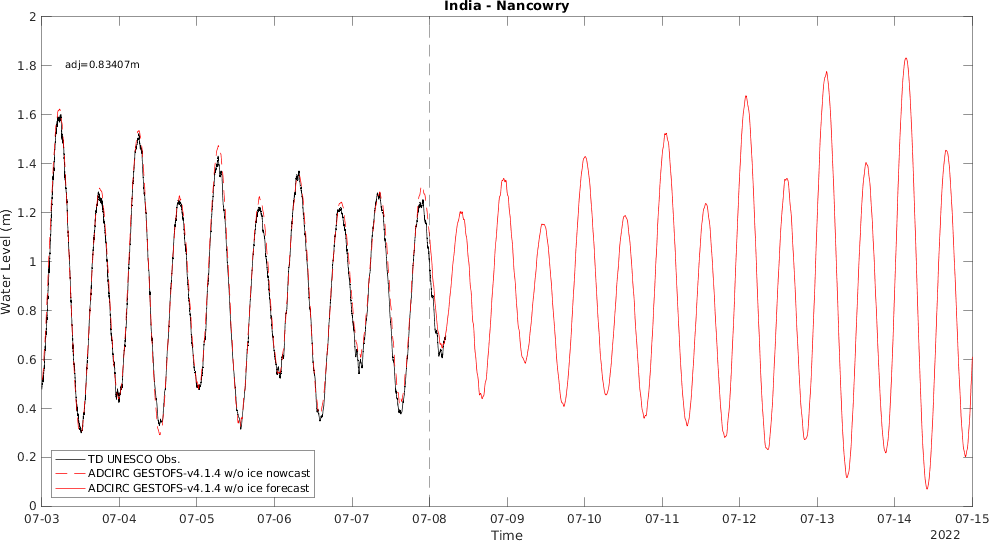 India - Nancowry
2
1.8
1.6
1.4
1.2
1
0.8
0.6
0.4
0.2
0
Water Level (m)
adj=0.83407m
TD UNESCO Obs.
ADCIRC GESTOFS-v4.1.4 w/o ice nowcast
ADCIRC GESTOFS-v4.1.4 w/o ice forecast
07-03 07-04 07-05 07-06 07-07 07-08 07-09 07-10 07-11 07-12 07-13 07-14 07-15
Time
2022